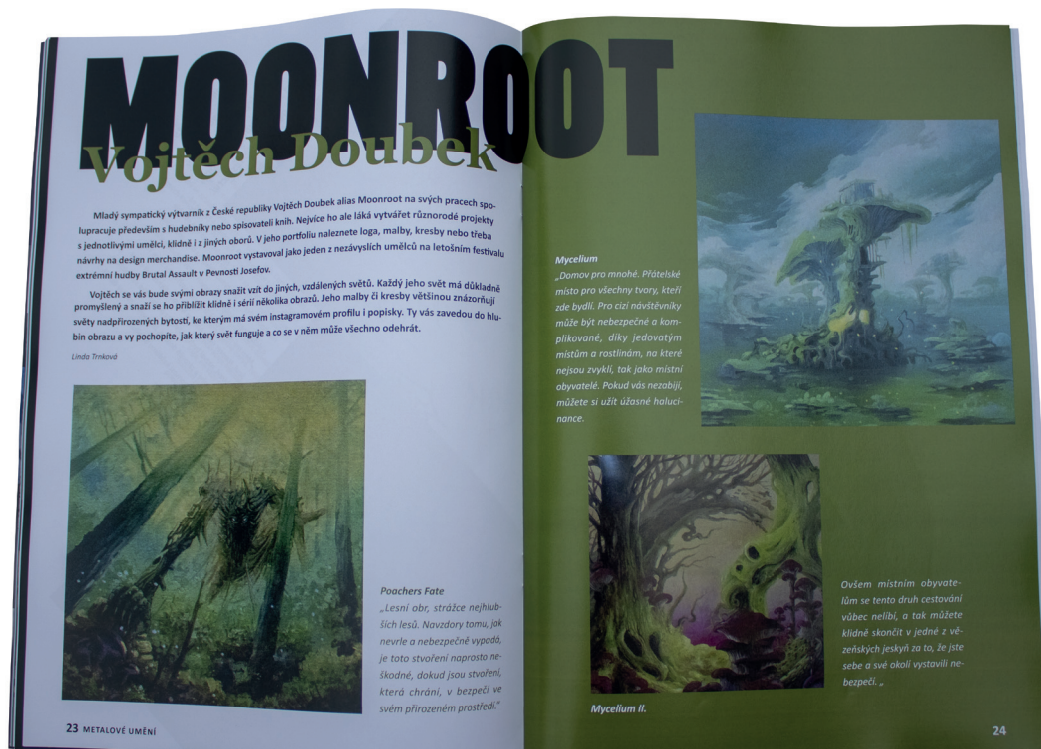 MOONROOT
Vojtěch Doubek
Mladý sympatický výtvarník z České republiky Vojtěch Doubek alias Moonroot na svých pracech spo-
lupracuje především s hudebníky nebo spisovateli knih. Nejvíce ho ale láká vytvářet různorodé projekty
s jednotlivými umělci, klidně i z jiných oborů. V jeho portfoliu naleznete loga, malby, kresby nebo třeba
návrhy na design merchandise. Moonroot vystavoval jako jeden z nezávyslích umělců na letošním festivalu
extrémní hudby Brutal Assault v Pevnosti Josefov.
Vojtěch se vás bude svými obrazy snažit vzít do jiných, vzdálených světů. Každý jeho svět má důkladně
promyšlený a snaží se ho přiblížit klidně i sérií několika obrazů. Jeho malby či kresby většinou znázorňují
světy nadpřirozených bytostí, ke kterým má svém instagramovém profilu i popisky. Ty vás zavedou do hlu-
bin obrazu a vy pochopíte, jak který svět funguje a co se v něm může všechno odehrát.
Linda Trnková
Poachers Fate
„Lesní obr, strážce nejhlub-
ších lesů. Navzdory tomu, jak
nevrle a nebezpečně vypadá,
je toto stvoření naprosto ne-
škodné, dokud jsou stvoření,
která chrání, v bezpečí ve
svém přirozeném prostředí."
23 METALOVÉ UMĚNÍ
Mycelium
„Domov pro mnohé. Přátelské
místo pro všechny tvory, kteří
zde bydlí. Pro cizí návštěvníky
může být nebezpečné a kom-
plikované, díky jedovatým
místům a rostlinám, na které
nejsou zvyklí, tak jako místní
obyvatelé. Pokud vás nezabijí,
můžete si užít úžasné haluci-
nance.
Mycelium II.
Ovšem místním obyvate-
lům se tento druh cestování
vůbec nelíbí, a tak můžete
klidně skončit v jedné z vě-
zeňských jeskyň za to, že jste
sebe a své okolí vystavili ne-
bezpečí. „
24